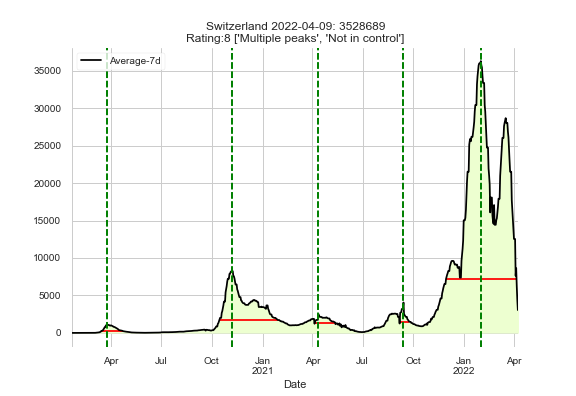 Switzerland 2022-04-09: 3528689
Rating:8 ['Multiple peaks', 'Not in control']
Average-7d
35000
30000
25000
20000
15000
10000
5000
0
Apr Jul Oct Jan Apr Jul Oct Jan Apr
2021 2022
Date